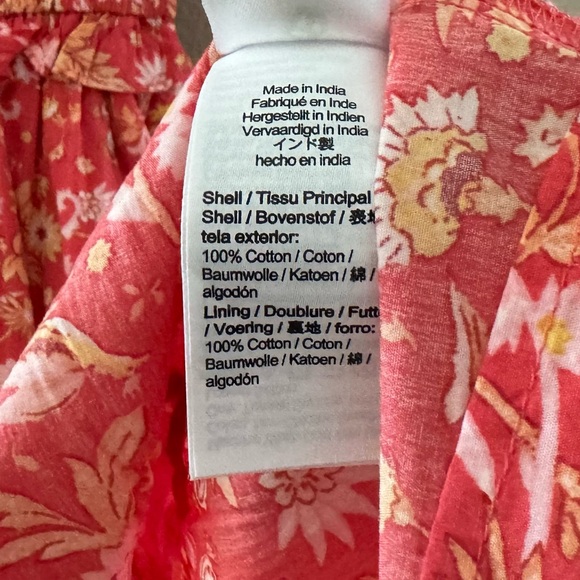 Made in India
Fabriqué en Inde
Hergestellt in Indien
Vervaardigd in India
インド製
hecho en india
Shell / Tissu Principal
Shell / Bovenstof / 表地
tela exterior:
100% Cotton / Coton /
Baumwolle / Katoen / 綿 /
algodón
Lining / Doublure / Futt
/ Voering / 裏地 / forro:
100% Cotton / Coton /
Baumwolle / Katoen / 綿 /
algodón